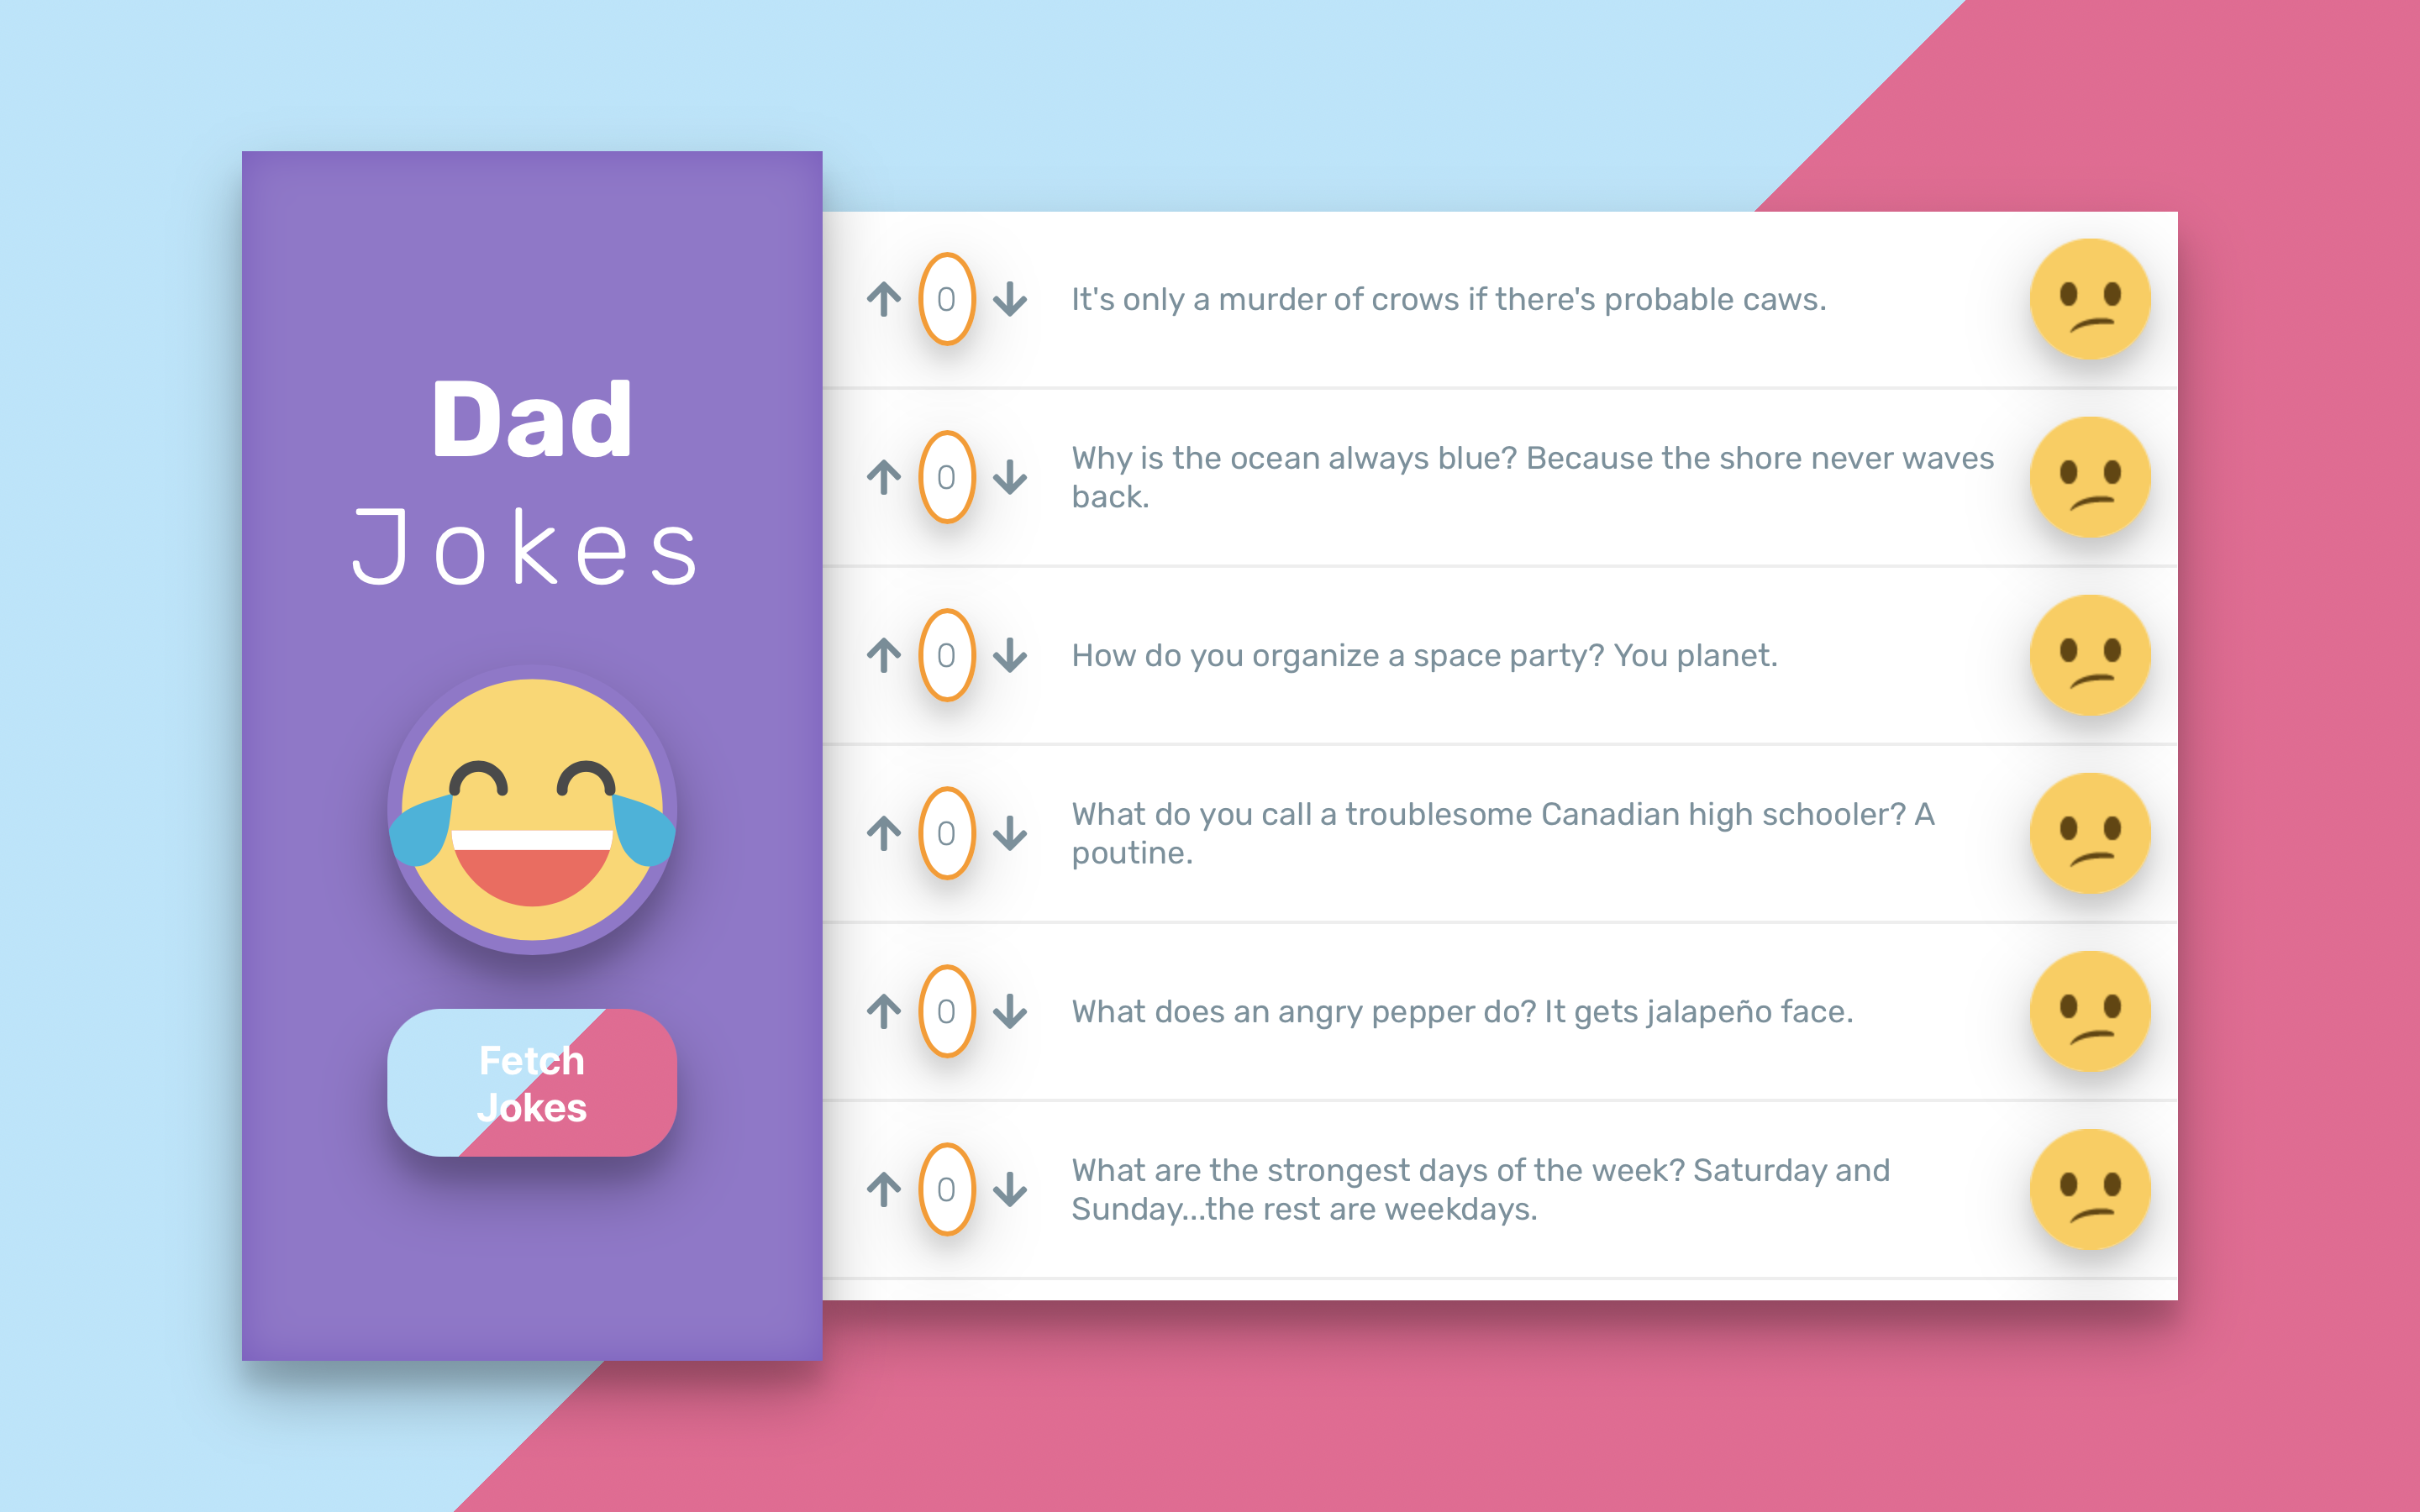 Dad
Jokes
Fetch
Jokes
0
It's only a murder of crows if there's probable caws.
0
Why is the ocean always blue? Because the shore never waves
back.
0
How do you organize a space party? You planet.
0
What do you call a troublesome Canadian high schooler? A
poutine.
0
What does an angry pepper do? It gets jalapeño face.
0
What are the strongest days of the week? Saturday and
Sunday...the rest are weekdays.